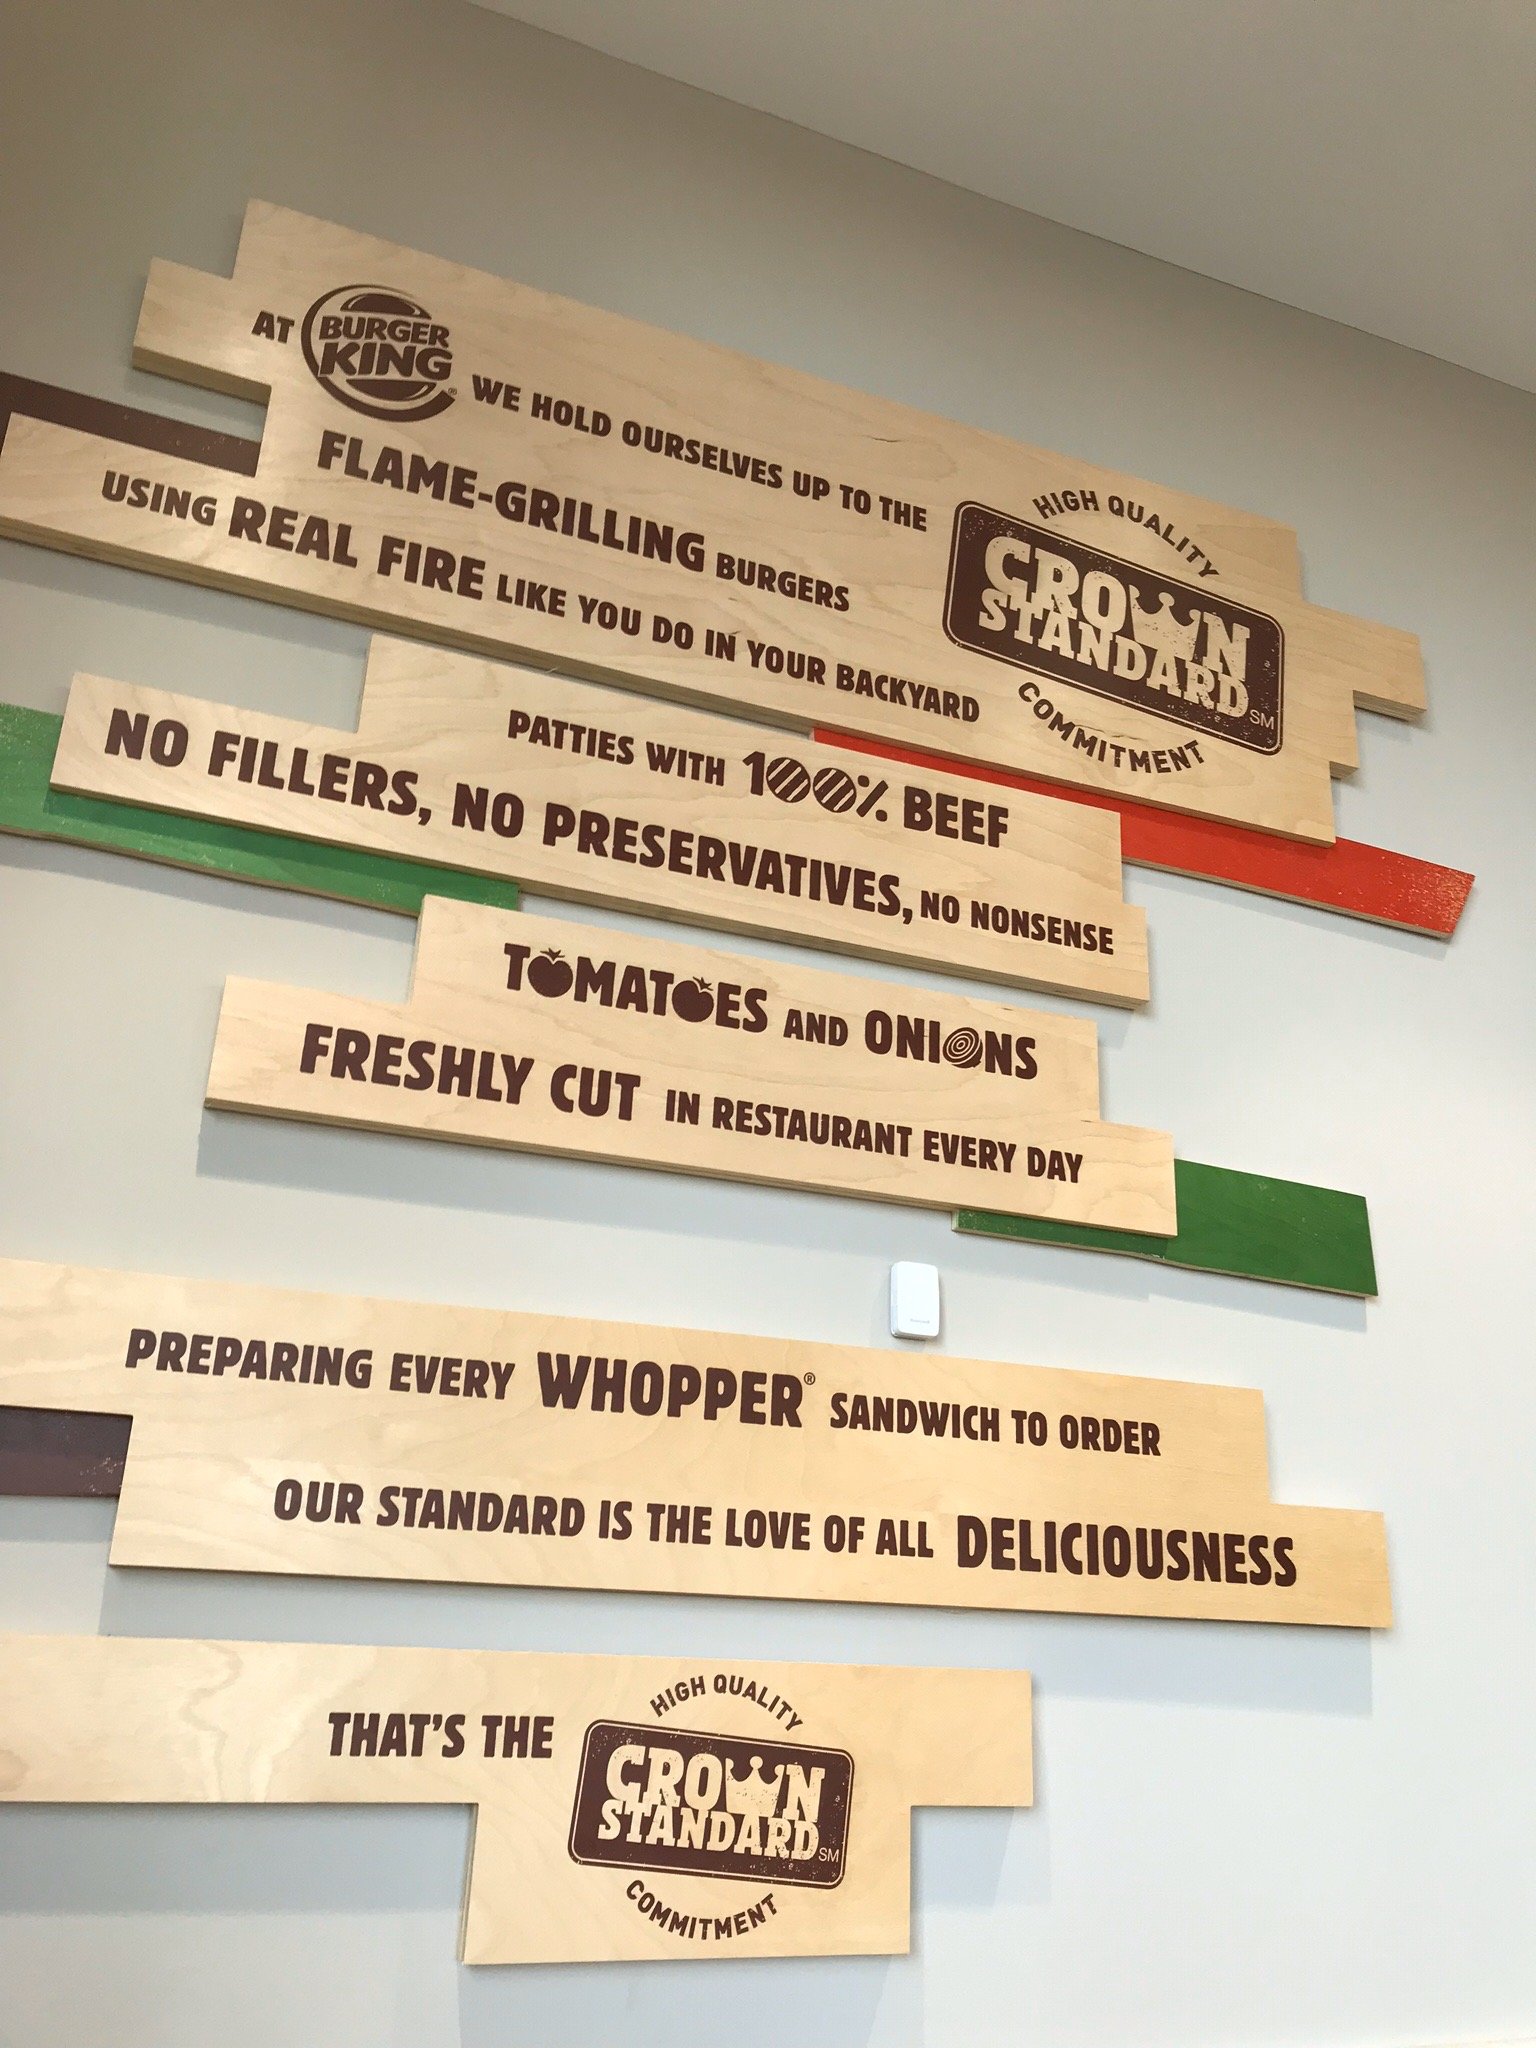 AT BURGER KING® WE HOLD OURSELVES UP TO THE
HIGH QUALITY
CROWN
STANDARD SM
COMMITMENT
FLAME-GRILLING BURGERS
USING REAL FIRE LIKE YOU DO IN YOUR BACKYARD
PATTIES WITH 100% BEEF
NO FILLERS, NO PRESERVATIVES, NO NONSENSE
TOMATOES AND ONIONS
FRESHLY CUT IN RESTAURANT EVERY DAY
PREPARING EVERY WHOPPER® SANDWICH TO ORDER
OUR STANDARD IS THE LOVE OF ALL DELICIOUSNESS
THAT'S THE
HIGH QUALITY
CROWN
STANDARD SM
COMMITMENT